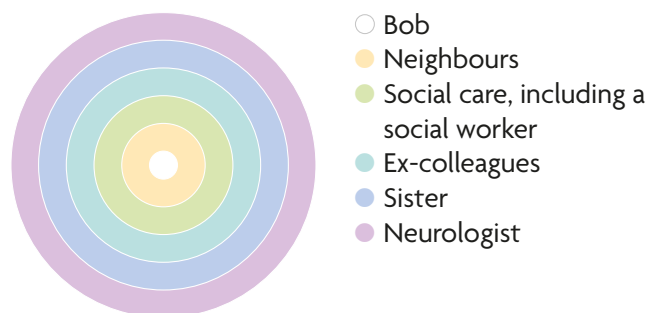 Bob
Neighbours
Social care, including a
social worker
Ex-colleagues
Sister
Neurologist